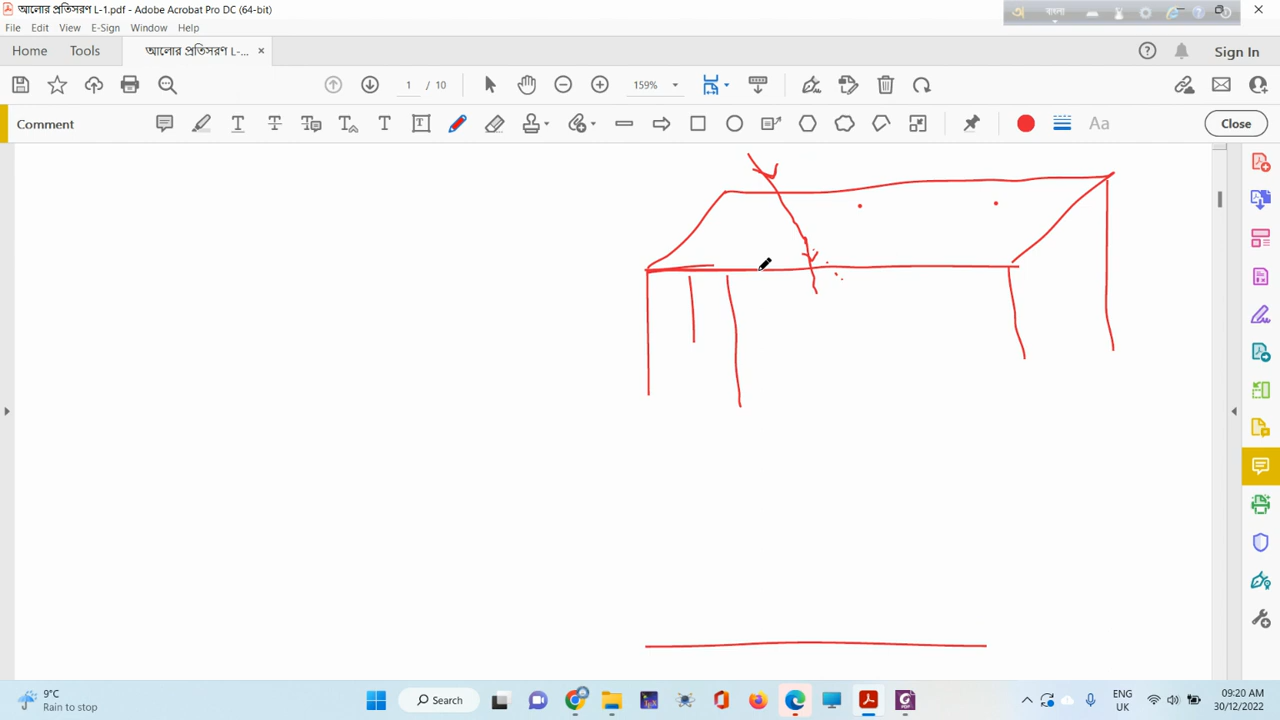 আলোর প্রতিসরণ L-1.pdf - Adobe Acrobat Pro DC (64-bit)
বাংলা
File Edit View E-Sign Window Help
Home Tools আলোর প্রতিসরণ L-... × Sign In
1 / 10 159%
Comment Aa Close
9°C
Rain to stop
Search
ENG
UK
09:20 AM
30/12/2022